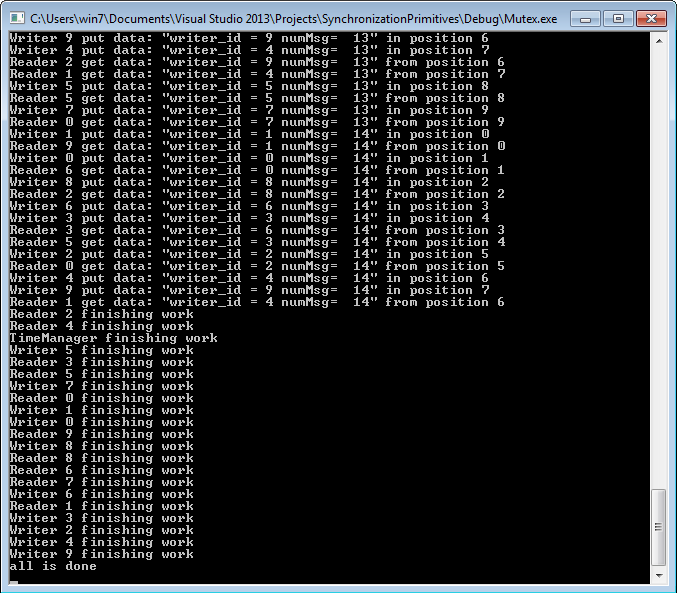 C:\Users\win7\Documents\Visual Studio 2013\Projects\SynchronizationPrimitives\Debug\Mutex.exe
Writer 9 put data: "writer_id = 9 numMsg=  13" in position 6
Writer 4 put data: "writer_id = 4 numMsg=  13" in position 7
Reader 2 get data: "writer_id = 9 numMsg=  13" from position 6
Reader 1 get data: "writer_id = 4 numMsg=  13" from position 7
Writer 5 put data: "writer_id = 5 numMsg=  13" in position 8
Reader 5 get data: "writer_id = 5 numMsg=  13" from position 8
Writer 7 put data: "writer_id = 7 numMsg=  13" in position 9
Reader 0 get data: "writer_id = 7 numMsg=  13" from position 9
Writer 1 put data: "writer_id = 1 numMsg=  14" in position 0
Reader 9 get data: "writer_id = 1 numMsg=  14" from position 0
Writer 0 put data: "writer_id = 0 numMsg=  14" in position 1
Reader 6 get data: "writer_id = 0 numMsg=  14" from position 1
Writer 8 put data: "writer_id = 8 numMsg=  14" in position 2
Reader 2 get data: "writer_id = 8 numMsg=  14" from position 2
Writer 6 put data: "writer_id = 6 numMsg=  14" in position 3
Writer 3 put data: "writer_id = 3 numMsg=  14" in position 4
Reader 3 get data: "writer_id = 6 numMsg=  14" from position 3
Reader 5 get data: "writer_id = 3 numMsg=  14" from position 4
Writer 2 put data: "writer_id = 2 numMsg=  14" in position 5
Reader 0 get data: "writer_id = 2 numMsg=  14" from position 5
Writer 4 put data: "writer_id = 4 numMsg=  14" in position 6
Writer 9 put data: "writer_id = 9 numMsg=  14" in position 7
Reader 1 get data: "writer_id = 4 numMsg=  14" from position 6
Reader 2 finishing work
Reader 4 finishing work
TimeManager finishing work
Writer 5 finishing work
Reader 3 finishing work
Reader 5 finishing work
Writer 7 finishing work
Reader 0 finishing work
Writer 1 finishing work
Writer 0 finishing work
Reader 9 finishing work
Writer 8 finishing work
Reader 8 finishing work
Reader 6 finishing work
Reader 7 finishing work
Writer 6 finishing work
Reader 1 finishing work
Writer 3 finishing work
Writer 2 finishing work
Writer 4 finishing work
Writer 9 finishing work
all is done